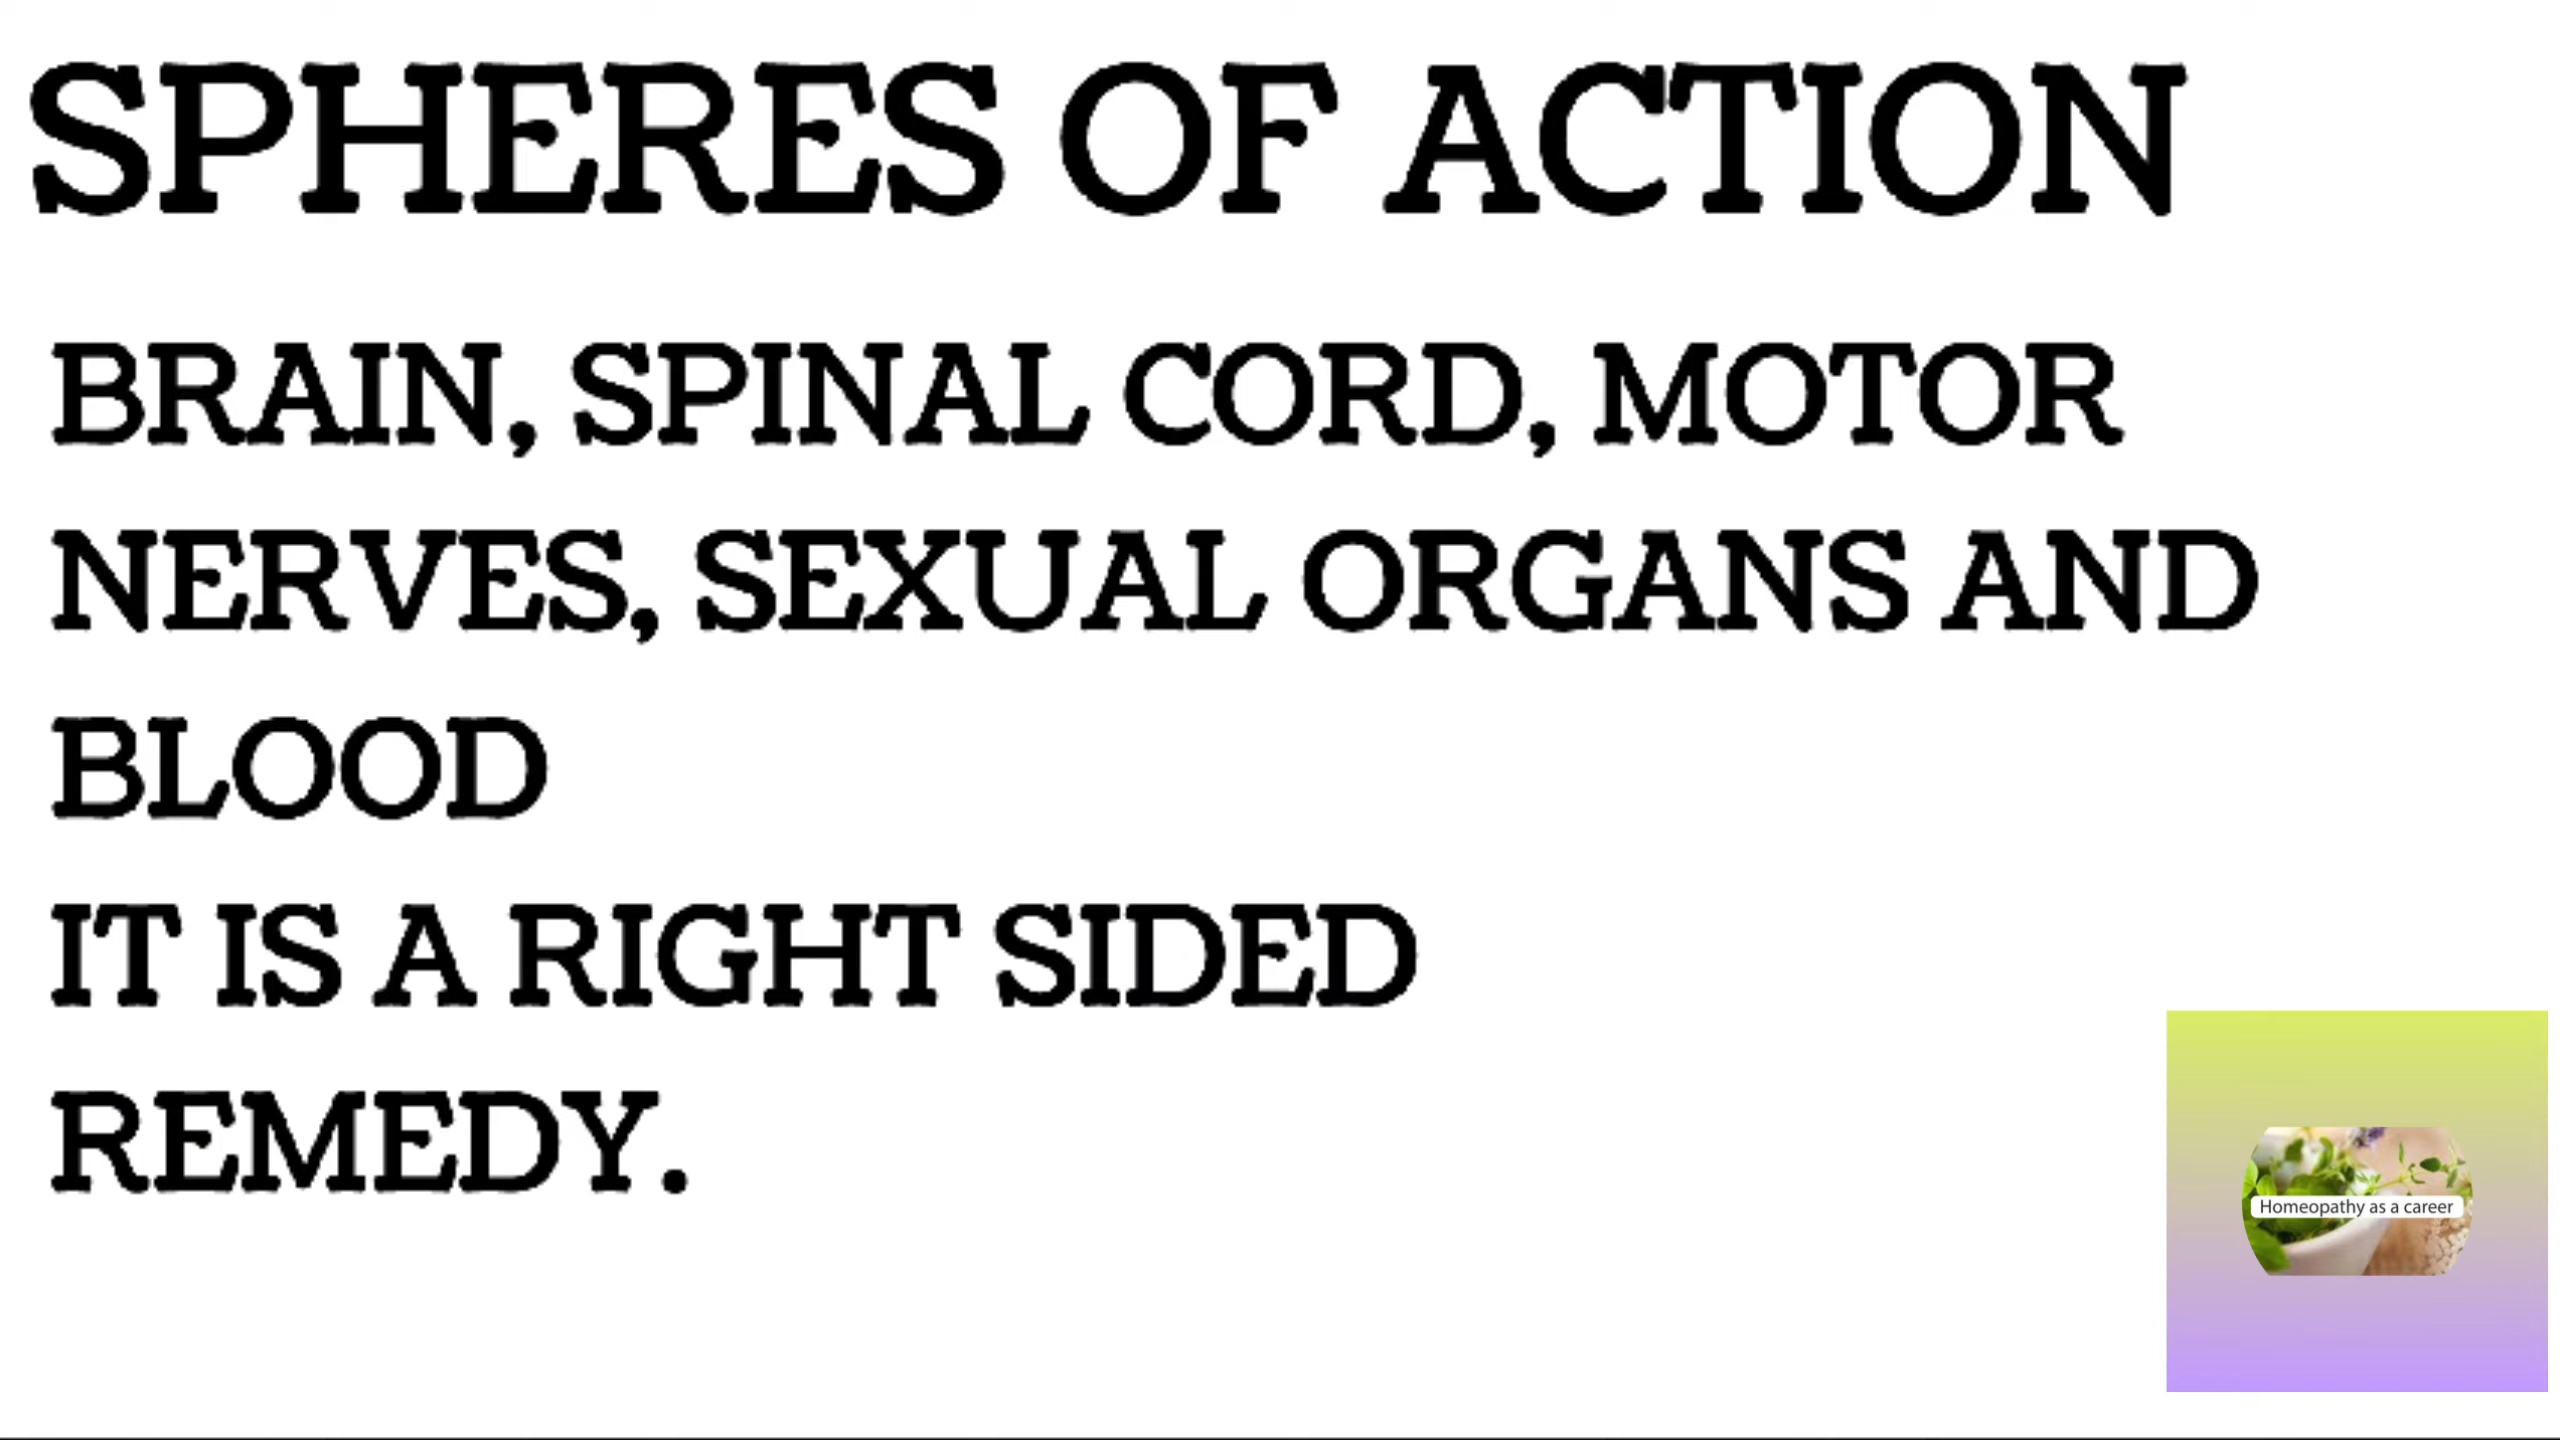 SPHERES OF ACTION
BRAIN, SPINAL CORD, MOTOR
NERVES, SEXUAL ORGANS AND
BLOOD
IT IS A RIGHT SIDED
REMEDY.
Homeopathy as a career